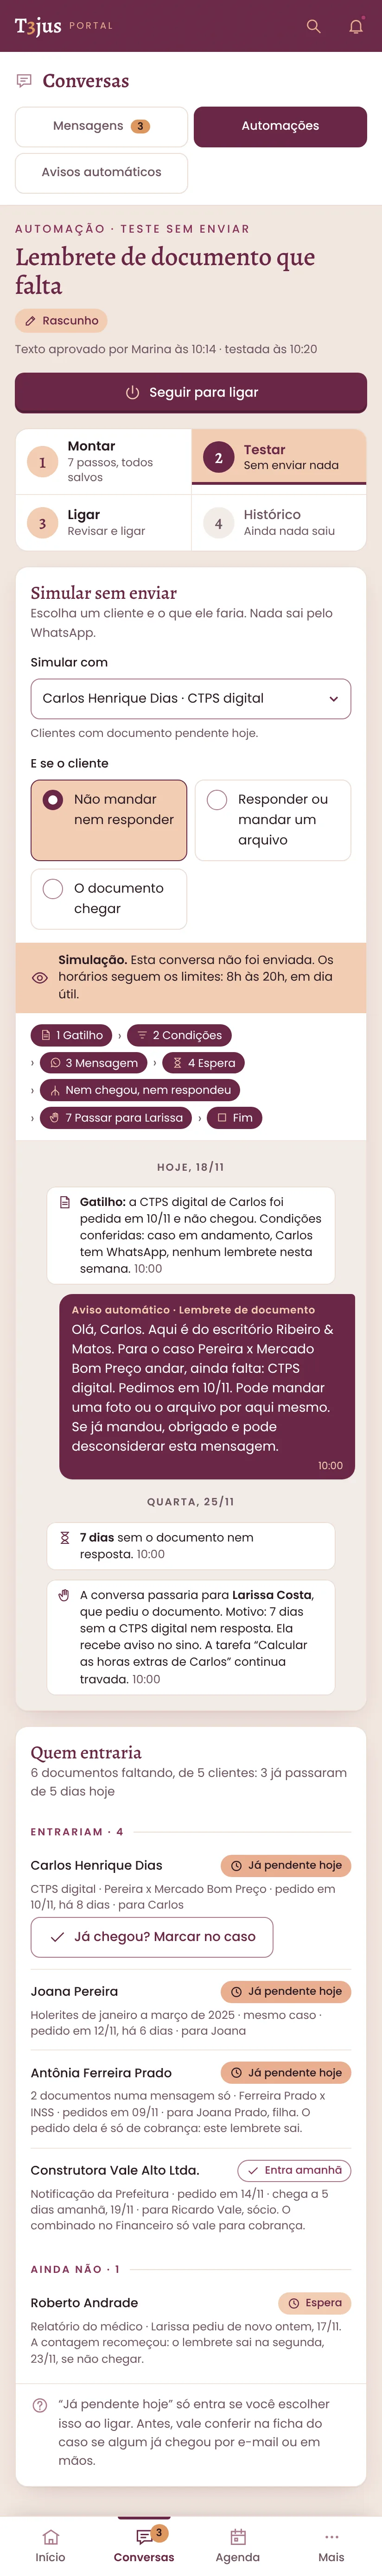 T3jus PORTAL
Conversas
Mensagens 3
Automações
Avisos automáticos
AUTOMAÇÃO · TESTE SEM ENVIAR
Lembrete de documento que
falta
Rascunho
Texto aprovado por Marina às 10:14 · testada às 10:20
Seguir para ligar
1
Montar
7 passos, todos
salvos
2
Testar
Sem enviar nada
3
Ligar
Revisar e ligar
4
Histórico
Ainda nada saiu
Simular sem enviar
Escolha um cliente e o que ele faria. Nada sai pelo
WhatsApp.
Simular com
Carlos Henrique Dias · CTPS digital
Clientes com documento pendente hoje.
E se o cliente
Não mandar
nem responder
Responder ou
mandar um
arquivo
O documento
chegar
Simulação. Esta conversa não foi enviada. Os
horários seguem os limites: 8h às 20h, em dia
útil.
1 Gatilho › 2 Condições
› 3 Mensagem › 4 Espera
› Nem chegou, nem respondeu
› 7 Passar para Larissa › Fim
HOJE, 18/11
Gatilho: a CTPS digital de Carlos foi
pedida em 10/11 e não chegou. Condições
conferidas: caso em andamento, Carlos
tem WhatsApp, nenhum lembrete nesta
semana. 10:00
Aviso automático · Lembrete de documento
Olá, Carlos. Aqui é do escritório Ribeiro &
Matos. Para o caso Pereira x Mercado
Bom Preço andar, ainda falta: CTPS
digital. Pedimos em 10/11. Pode mandar
uma foto ou o arquivo por aqui mesmo.
Se já mandou, obrigado e pode
desconsiderar esta mensagem.
10:00
QUARTA, 25/11
7 dias sem o documento nem
resposta. 10:00
A conversa passaria para Larissa Costa,
que pediu o documento. Motivo: 7 dias
sem a CTPS digital nem resposta. Ela
recebe aviso no sino. A tarefa “Calcular
as horas extras de Carlos” continua
travada. 10:00
Quem entraria
6 documentos faltando, de 5 clientes: 3 já passaram
de 5 dias hoje
ENTRARIAM · 4
Carlos Henrique Dias
Já pendente hoje
CTPS digital · Pereira x Mercado Bom Preço · pedido em
10/11, há 8 dias · para Carlos
Já chegou? Marcar no caso
Joana Pereira
Já pendente hoje
Holerites de janeiro a março de 2025 · mesmo caso ·
pedido em 12/11, há 6 dias · para Joana
Antônia Ferreira Prado
Já pendente hoje
2 documentos numa mensagem só · Ferreira Prado x
INSS · pedidos em 09/11 · para Joana Prado, filha. O
pedido dela é só de cobrança: este lembrete sai.
Construtora Vale Alto Ltda.
Entra amanhã
Notificação da Prefeitura · pedido em 14/11 · chega a 5
dias amanhã, 19/11 · para Ricardo Vale, sócio. O
combinado no Financeiro só vale para cobrança.
AINDA NÃO · 1
Roberto Andrade
Espera
Relatório do médico · Larissa pediu de novo ontem, 17/11.
A contagem recomeçou: o lembrete sai na segunda,
23/11, se não chegar.
“Já pendente hoje” só entra se você escolher
isso ao ligar. Antes, vale conferir na ficha do
caso se algum já chegou por e-mail ou em
mãos.
3
Início
Conversas
Agenda
Mais